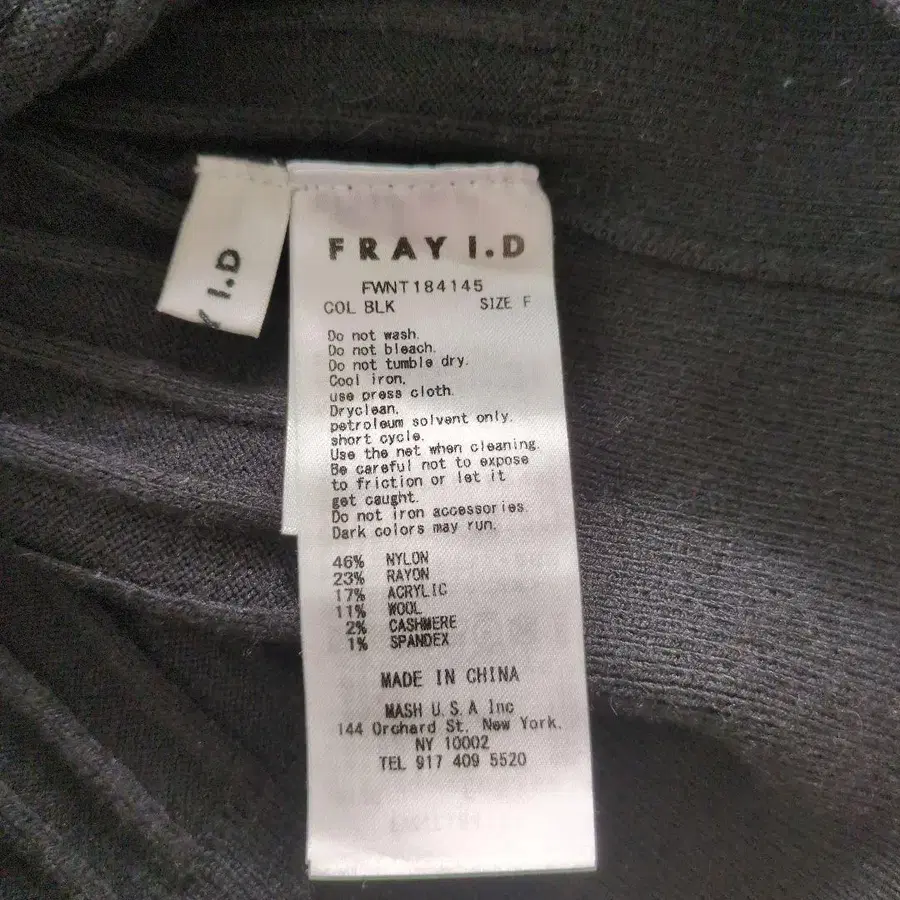 I.D
FRAY I.D
FWNT184145
COL BLK SIZE F
Do not wash.
Do not bleach.
Do not tumble dry.
Cool iron,
use press cloth.
Dryclean,
petroleum solvent only.
short cycle.
Use the net when cleaning.
Be careful not to expose
to friction or let it
get caught.
Do not iron accessories.
Dark colors may run.
46% NYLON
23% RAYON
17% ACRYLIC
11% WOOL
2% CASHMERE
1% SPANDEX
MADE IN CHINA
MASH U.S.A Inc
144 Orchard St, New York.
NY 10002
TEL 917 409 5520